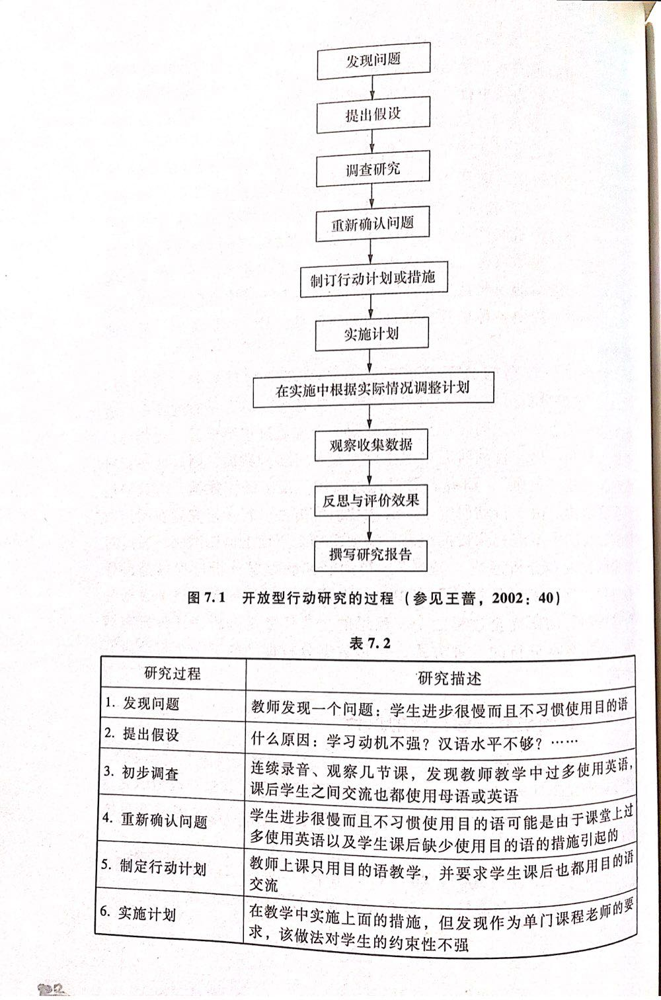 发现问题
提出假设
调查研究
重新确认问题
制订行动计划或措施
实施计划
在实施中根据实际情况调整计划
观察收集数据
反思与评价效果
撰写研究报告
图 7.1 开放型行动研究的过程（参见王蔷，2002：40）
表 7.2
研究过程
研究描述
1. 发现问题
教师发现一个问：学生进步很慢而且不习惯使用目的语
2. 提出假设
什么原因：学习动机不强？汉语水平不够？……
3. 初步调查
连续录音、观察几节课，发现教师教学中过多使用英语，
课后学生之间交流也都使用母语或英语
4. 重新确认问题
学生进步很慢而且不习惯使用目的语可能是由于课堂上过
多使用英语以及学生课后缺少使用目的语的措施引起的
5. 制定行动计划
教师上课只用目的语教学，并要求学生课后也都用目的语
交流
6. 实施计划
在教学中实施上面的措施，但发现作为单门课程老师的要
求，该做法对学生的约束性不强